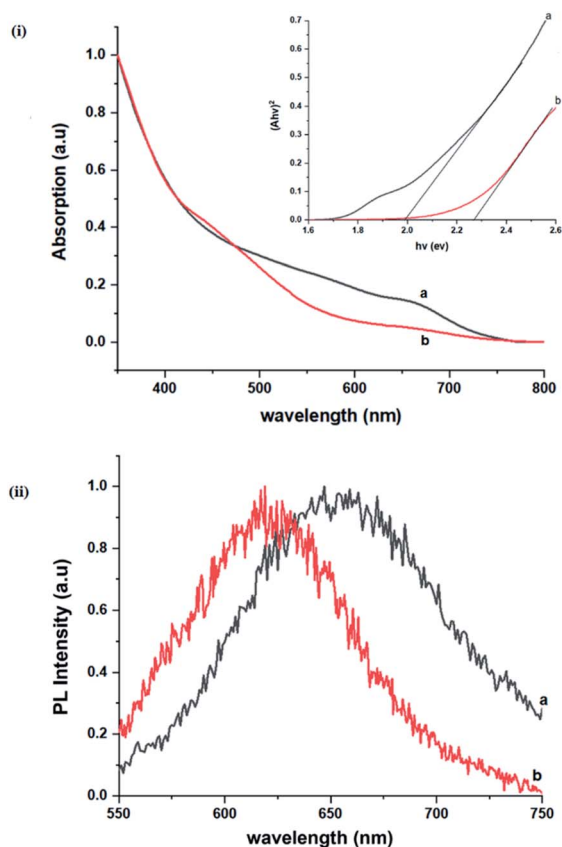 (i)
1.0
0.8
0.6
0.4
0.2
0.0
Absorption (a.u)
400
500
600
700
800
wavelength (nm)
a
b
0.7
0.6
0.5
0.4
0.3
0.2
0.1
0.0
(Ahv)²
1.6
1.8
2.0
2.2
2.4
2.6
hv (ev)
a
b
(ii)
1.0
0.8
0.6
0.4
0.2
0.0
PL Intensity (a.u)
550
600
650
700
750
wavelength (nm)
a
b